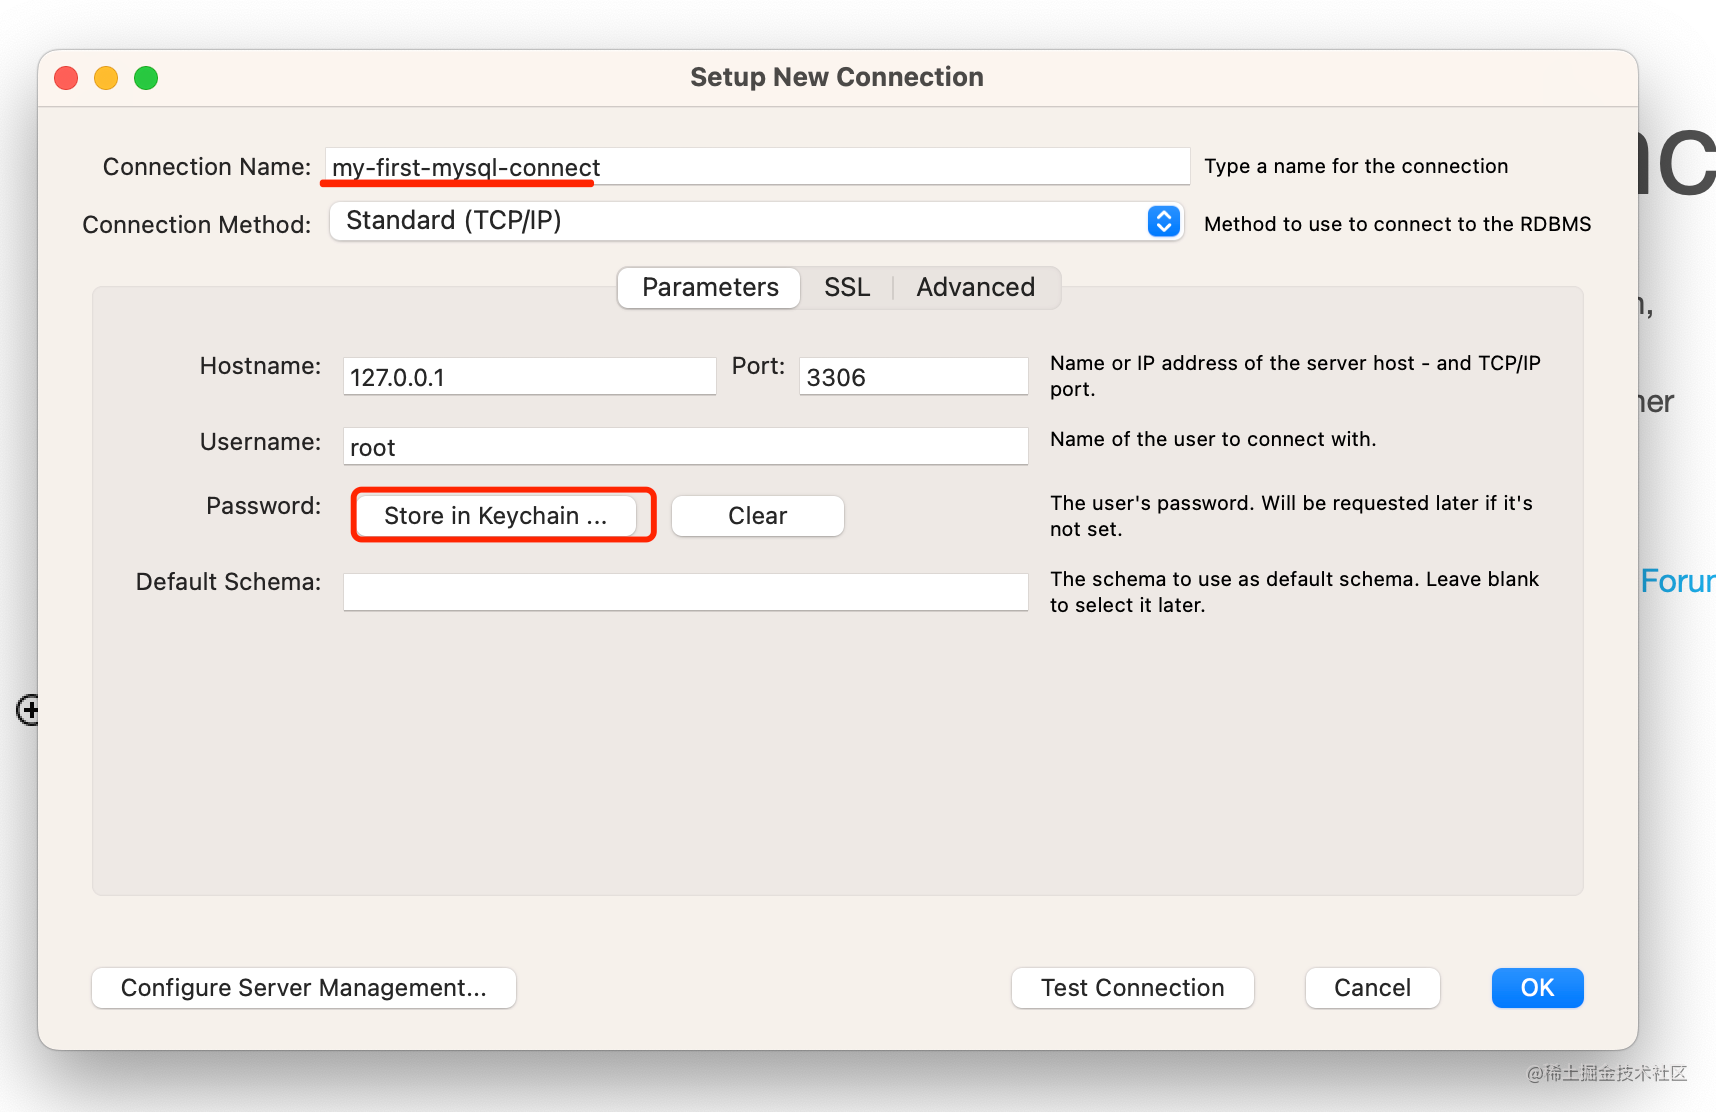 Setup New Connection
Connection Name: my-first-mysql-connect Type a name for the connection
Connection Method: Standard (TCP/IP) Method to use to connect to the RDBMS
Parameters SSL Advanced
Hostname: 127.0.0.1 Port: 3306 Name or IP address of the server host - and TCP/IP
port.
Username: root Name of the user to connect with.
Password: Store in Keychain ... Clear The user's password. Will be requested later if it's
not set.
Default Schema: The schema to use as default schema. Leave blank
to select it later.
Configure Server Management... Test Connection Cancel OK
@稀土掘金技术社区